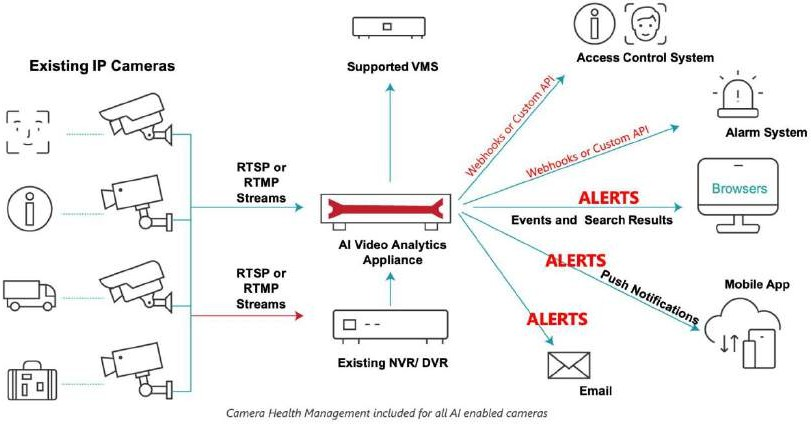 Existing IP Cameras
Supported VMS
Access Control System
Webhooks or Custom API
Alarm System
Webhooks or Custom API
RTSP or
RTMP
Streams
ALERTS
Browsers
Events and Search Results
AI Video Analytics
Appliance
ALERTS
RTSP or
RTMP
Streams
Push Notifications
Mobile App
ALERTS
Existing NVR/ DVR
Email
Camera Health Management included for all AI enabled cameras